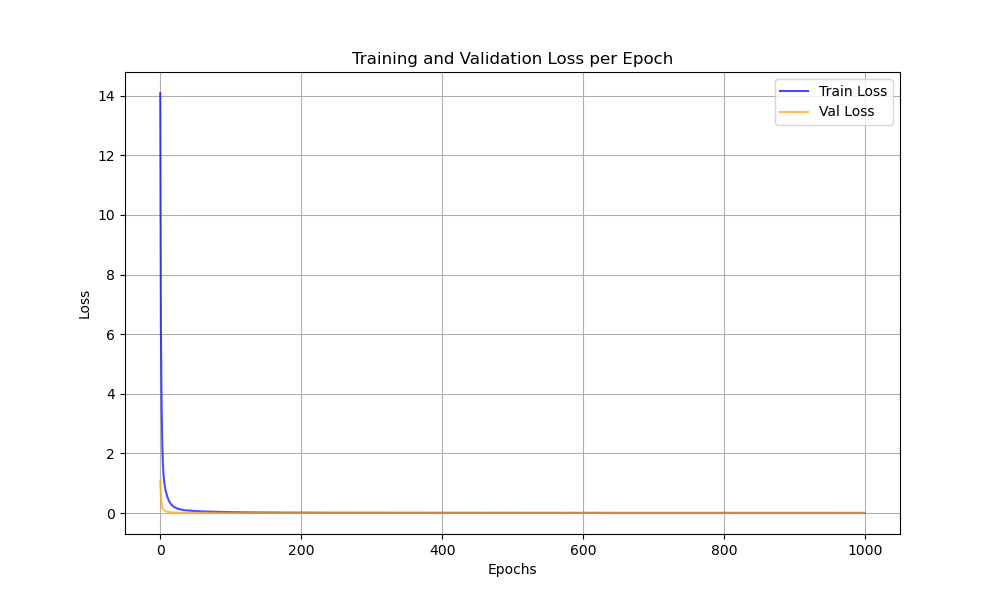 Training and Validation Loss per Epoch
Train Loss
Val Loss
14
12
10
8
6
4
2
0
Loss
0 200 400 600 800 1000
Epochs